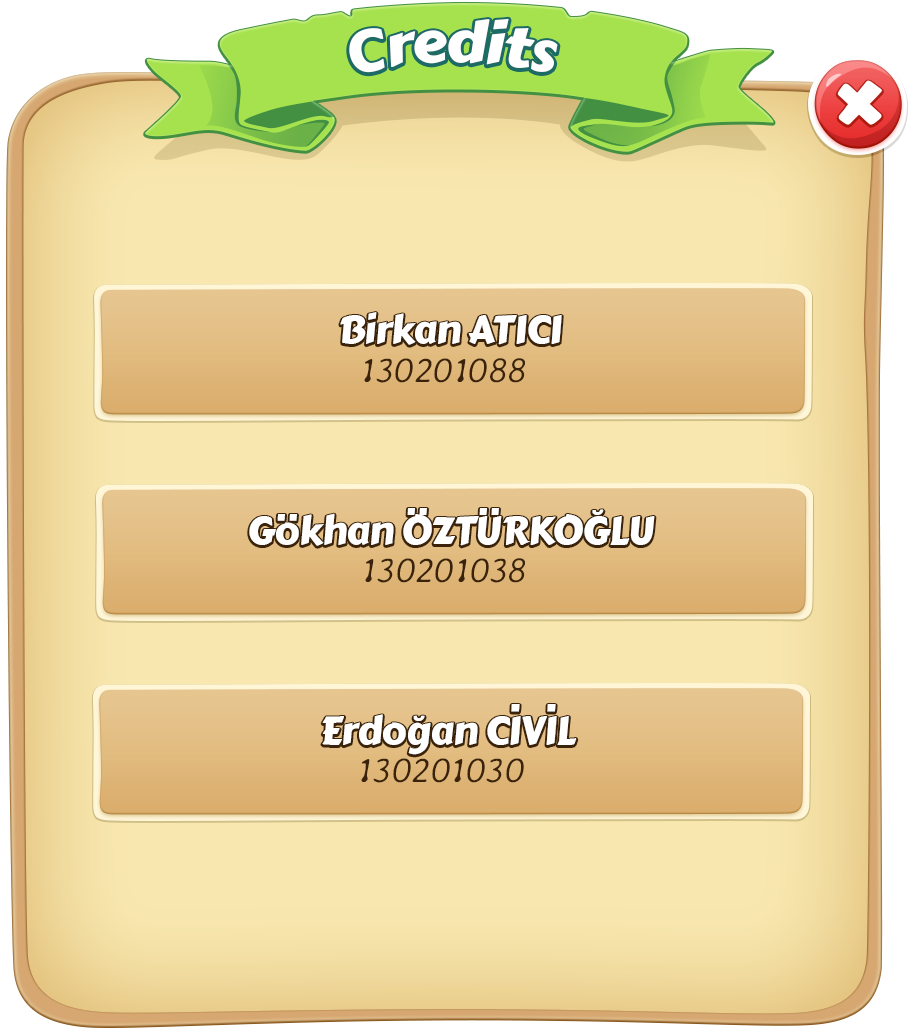 Credits
Birkan ATICI
130201088
Gökhan ÖZTÜRKOĞLU
130201038
Erdoğan CİVİL
130201030